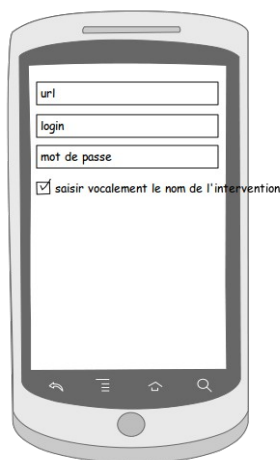 url
login
mot de passe
saisir vocalement le nom de l'intervention